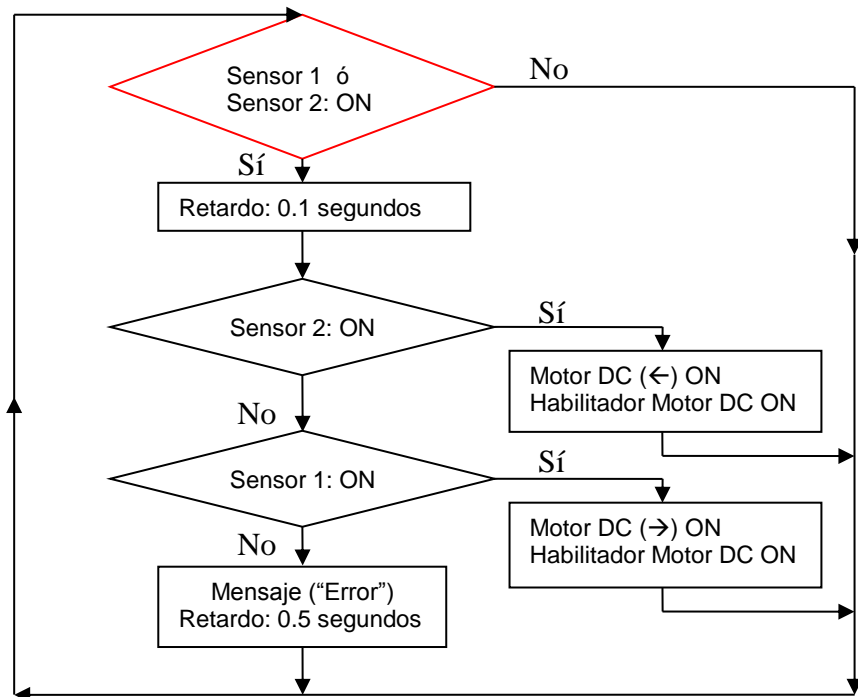 Sensor 1 ó
Sensor 2: ON
No
Sí
Retardo: 0.1 segundos
Sensor 2: ON
Sí
Motor DC (←) ON
Habilitador Motor DC ON
No
Sensor 1: ON
Sí
Motor DC (→) ON
Habilitador Motor DC ON
No
Mensaje (“Error”)
Retardo: 0.5 segundos